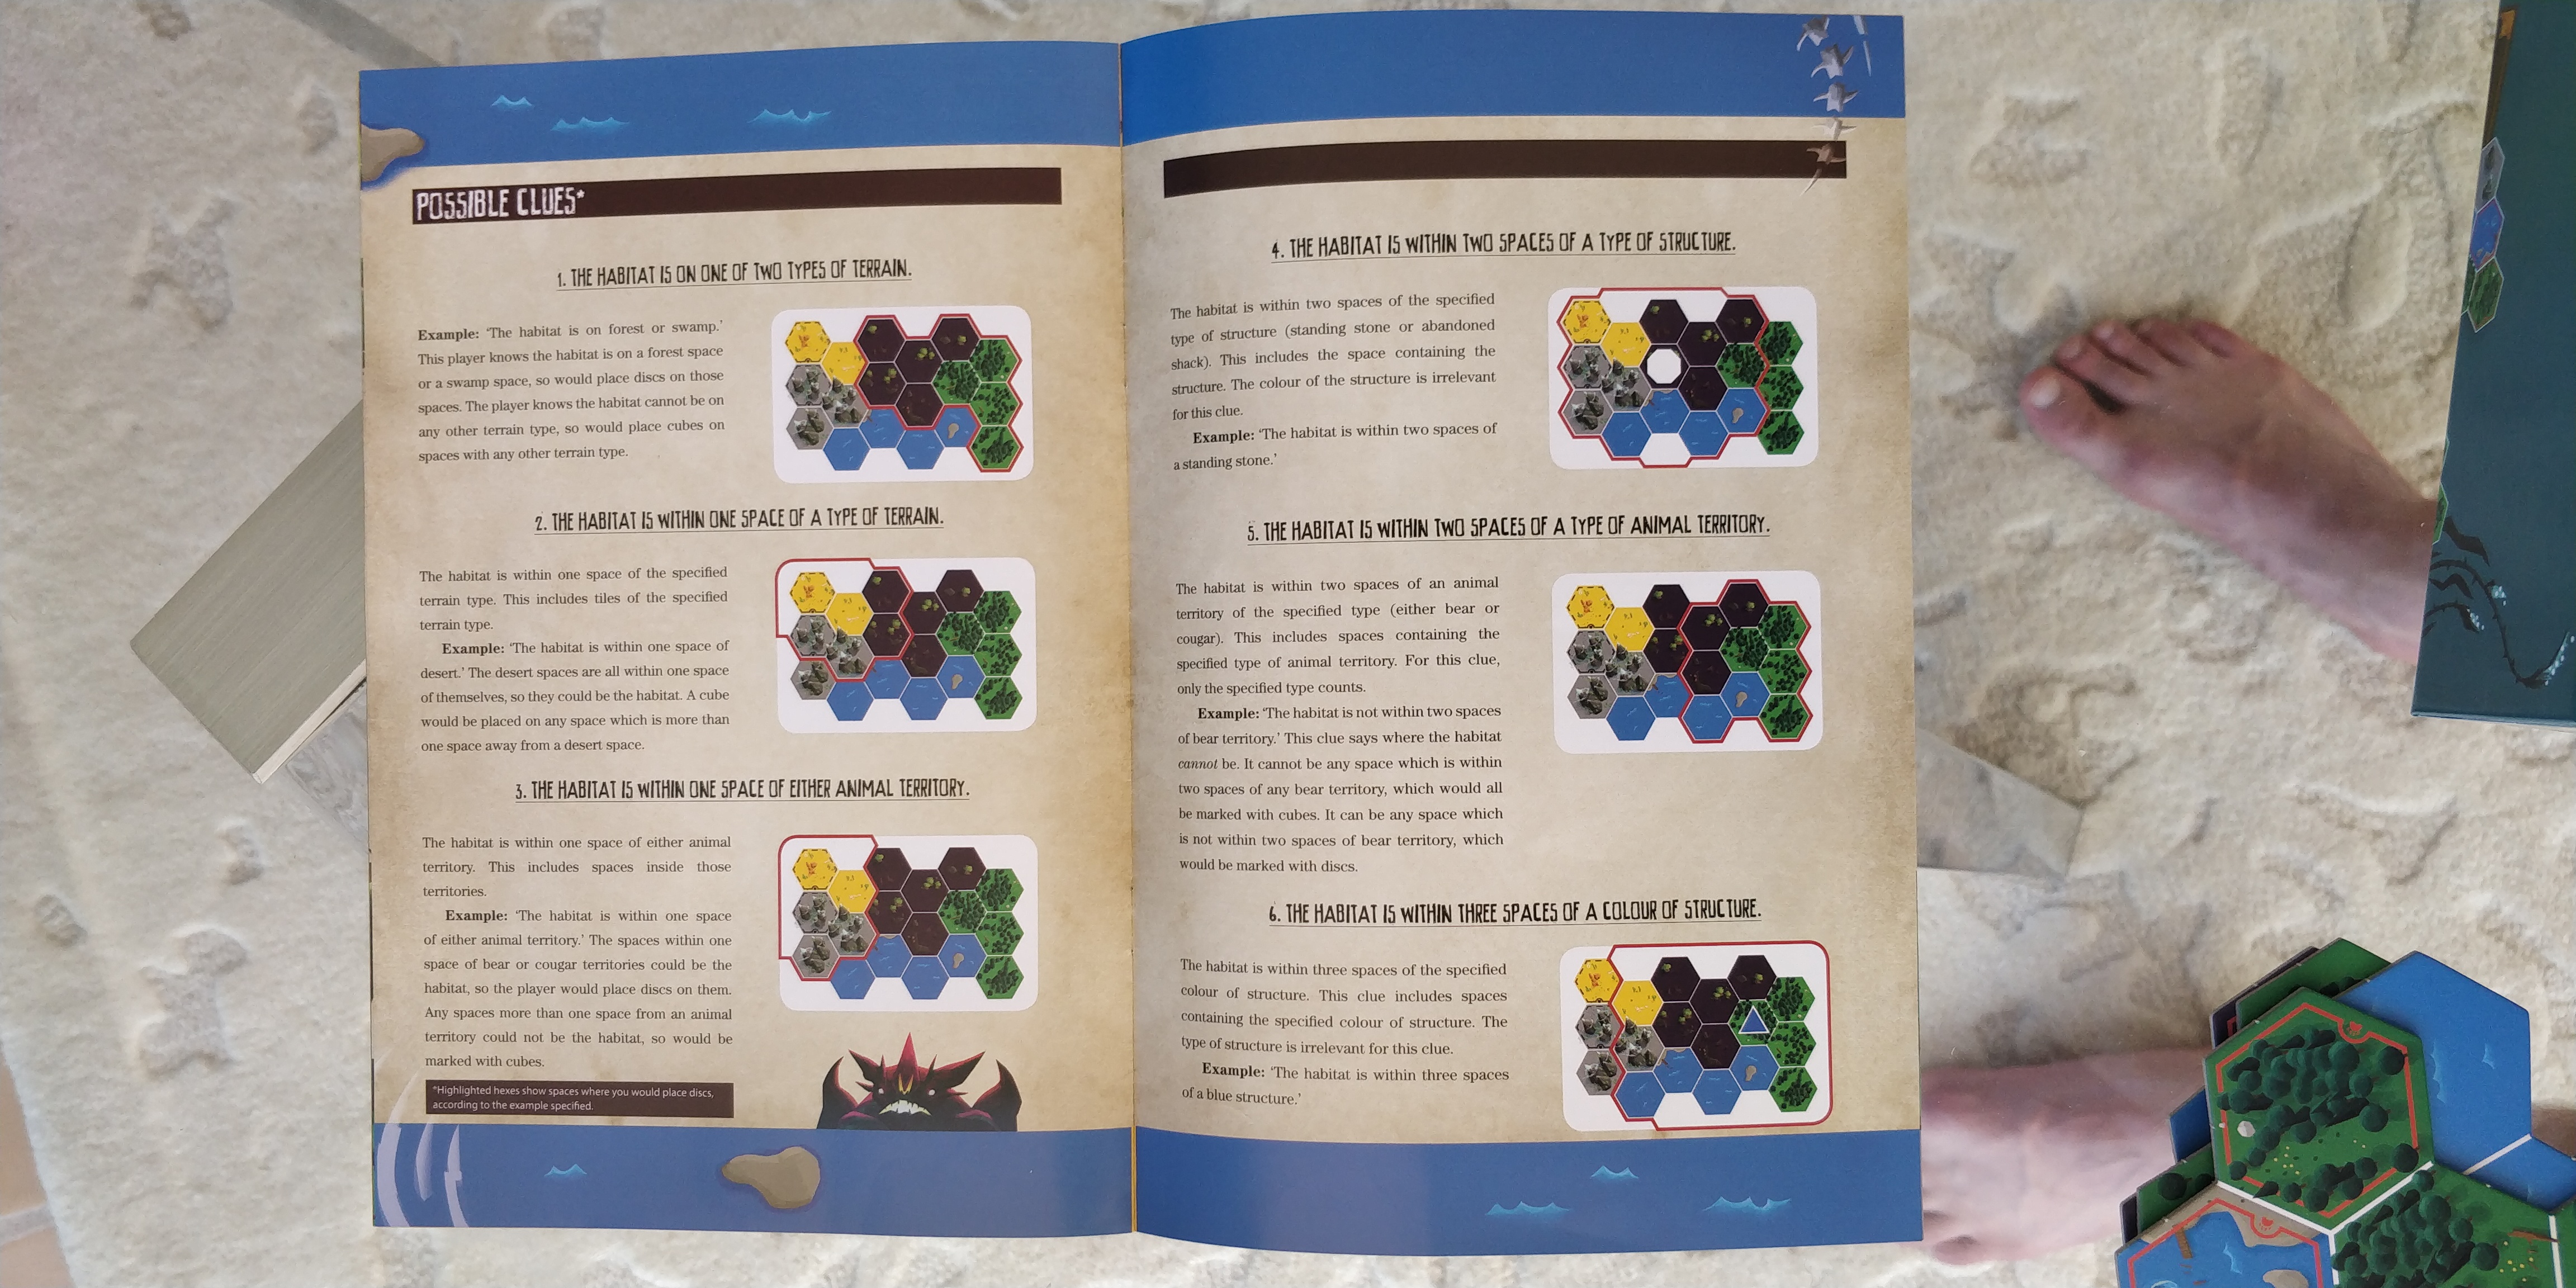 POSSIBLE CLUES*
1. THE HABITAT IS ON ONE OF TWO TYPES OF TERRAIN.
Example: 'The habitat is on forest or swamp.'
This player knows the habitat is on a forest space
or a swamp space, so would place discs on those
spaces. The player knows the habitat cannot be on
any other terrain type, so would place cubes on
spaces with any other terrain type.
2. THE HABITAT IS WITHIN ONE SPACE OF A TYPE OF TERRAIN.
The habitat is within one space of the specified
terrain type. This includes tiles of the specified
terrain type.
Example: 'The habitat is within one space of
desert.' The desert spaces are all within one space
of themselves, so they could be the habitat. A cube
would be placed on any space which is more than
one space away from a desert space.
3. THE HABITAT IS WITHIN ONE SPACE OF EITHER ANIMAL TERRITORY.
The habitat is within one space of either animal
territory. This includes spaces inside those
territories.
Example: 'The habitat is within one space
of either animal territory.' The spaces within one
space of bear or cougar territories could be the
habitat, so the player would place discs on them.
Any spaces more than one space from an animal
territory could not be the habitat, so would be
marked with cubes.
*Highlighted hexes show spaces where you would place discs,
according to the example specified.
4. THE HABITAT IS WITHIN TWO SPACES OF A TYPE OF STRUCTURE.
The habitat is within two spaces of the specified
type of structure (standing stone or abandoned
shack). This includes the space containing the
structure. The colour of the structure is irrelevant
for this clue.
Example: 'The habitat is within two spaces of
a standing stone.'
5. THE HABITAT IS WITHIN TWO SPACES OF A TYPE OF ANIMAL TERRITORY.
The habitat is within two spaces of an animal
territory of the specified type (either bear or
cougar). This includes spaces containing the
specified type of animal territory. For this clue,
only the specified type counts.
Example: 'The habitat is not within two spaces
of bear territory.' This clue says where the habitat
cannot be. It cannot be any space which is within
two spaces of any bear territory, which would all
be marked with cubes. It can be any space which
is not within two spaces of bear territory, which
would be marked with discs.
6. THE HABITAT IS WITHIN THREE SPACES OF A COLOUR OF STRUCTURE.
The habitat is within three spaces of the specified
colour of structure. This clue includes spaces
containing the specified colour of structure. The
type of structure is irrelevant for this clue.
Example: 'The habitat is within three spaces
of a blue structure.'